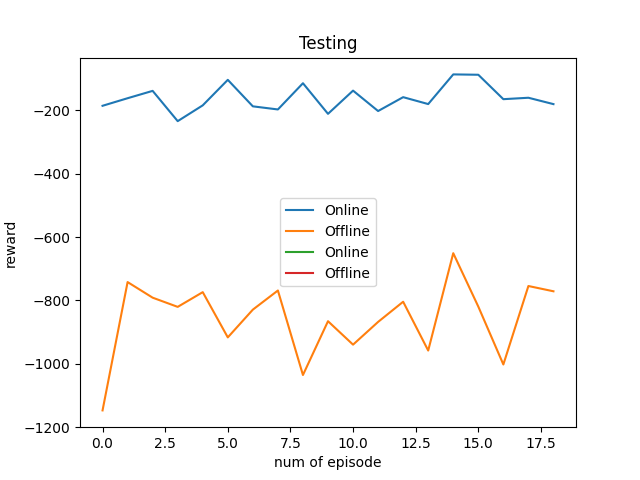 Testing
reward
−200
−400
−600
−800
−1000
−1200
Online
Offline
Online
Offline
0.0 2.5 5.0 7.5 10.0 12.5 15.0 17.5
num of episode